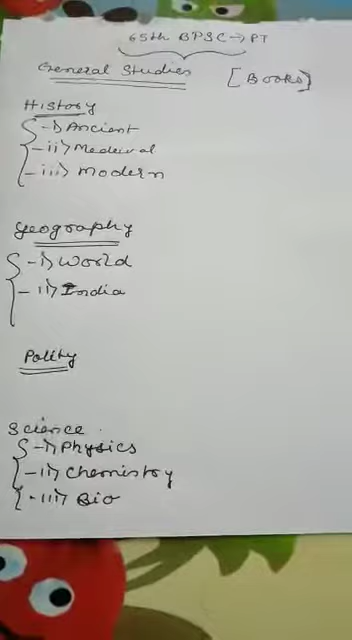 65th BPSC → PT
General Studies [Books]
History
- i> Ancient
- ii> Medieval
- iii> Modern
Geography
- i> World
- ii> India
Polity
Science
- i> Physics
- ii> Chemistry
- iii> Bio